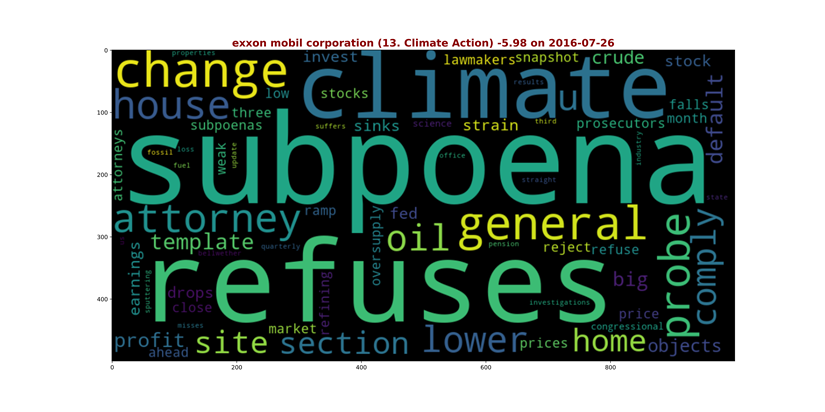 exxon mobil corporation (13. Climate Action) -5.98 on 2016-07-26
0
100
200
300
400
0
200
400
600
800
properties
change
invest
climate
lawmakers
snapshot
crude
stock
house
low
stocks
results
u
falls
default
three
month
subpoenas
suffers
sinks
science
strain
third
prosecutors
attorneys
subpoena
fossil
loss
fuel
weak
update
office
straight
industry
state
attorney
ramp
oversupply
fed
general
probe
comply
template
quarterly
oil
pension
reject
refuse
earnings
sputtering
refuses
drops
close
refining
big
investigations
misses
market
price
congressional
profit
ahead
site
section
lower
prices
home
objects